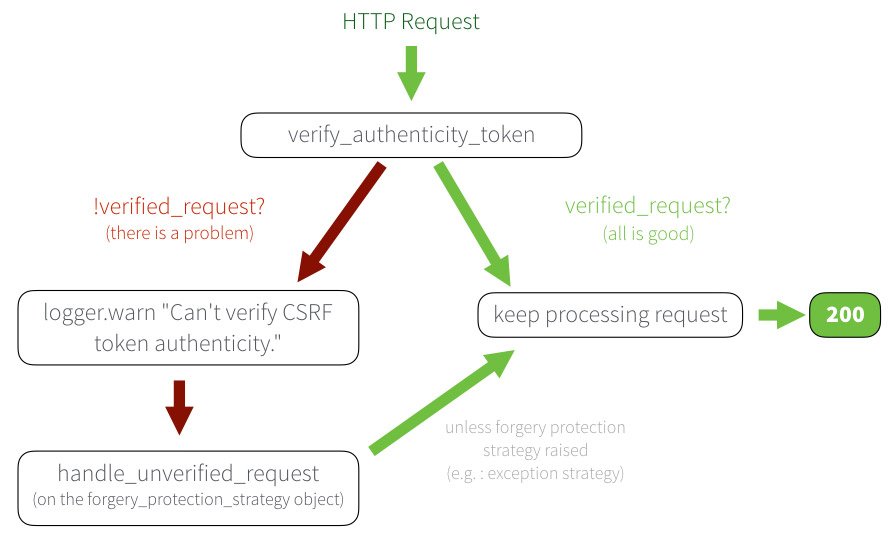 HTTP Request
verify_authenticity_token
!verified_request?
(there is a problem)
verified_request?
(all is good)
logger.warn "Can't verify CSRF
token authenticity."
keep processing request
200
unless forgery protection
strategy raised
(e.g. : exception strategy)
handle_unverified_request
(on the forgery_protection_strategy object)